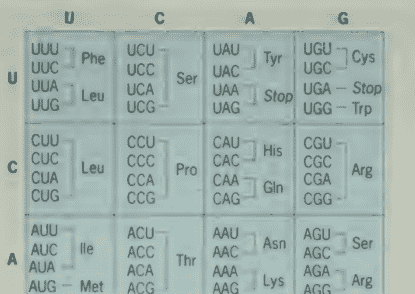 U C A G
UUU UCU UAU UGU
Phe Tyr Cys
UUC UCC UAC UGC
U Ser
UUA UCA UAA UGA — Stop
Leu Stop
UUG UCG UAG UGG — Trp
CUU CCU CAU CGU
His
CUC CCC CAC CGC
C Leu Pro Arg
CUA CCA CAA CGA
Gln
CUG CCG CAG CGG
AUU ACU AAU AGU
Ile Asn Ser
AUC ACC AAC AGC
A Thr
AUA ACA AAA AGA
Lys Arg
AUG — Met ACG AAG AGG